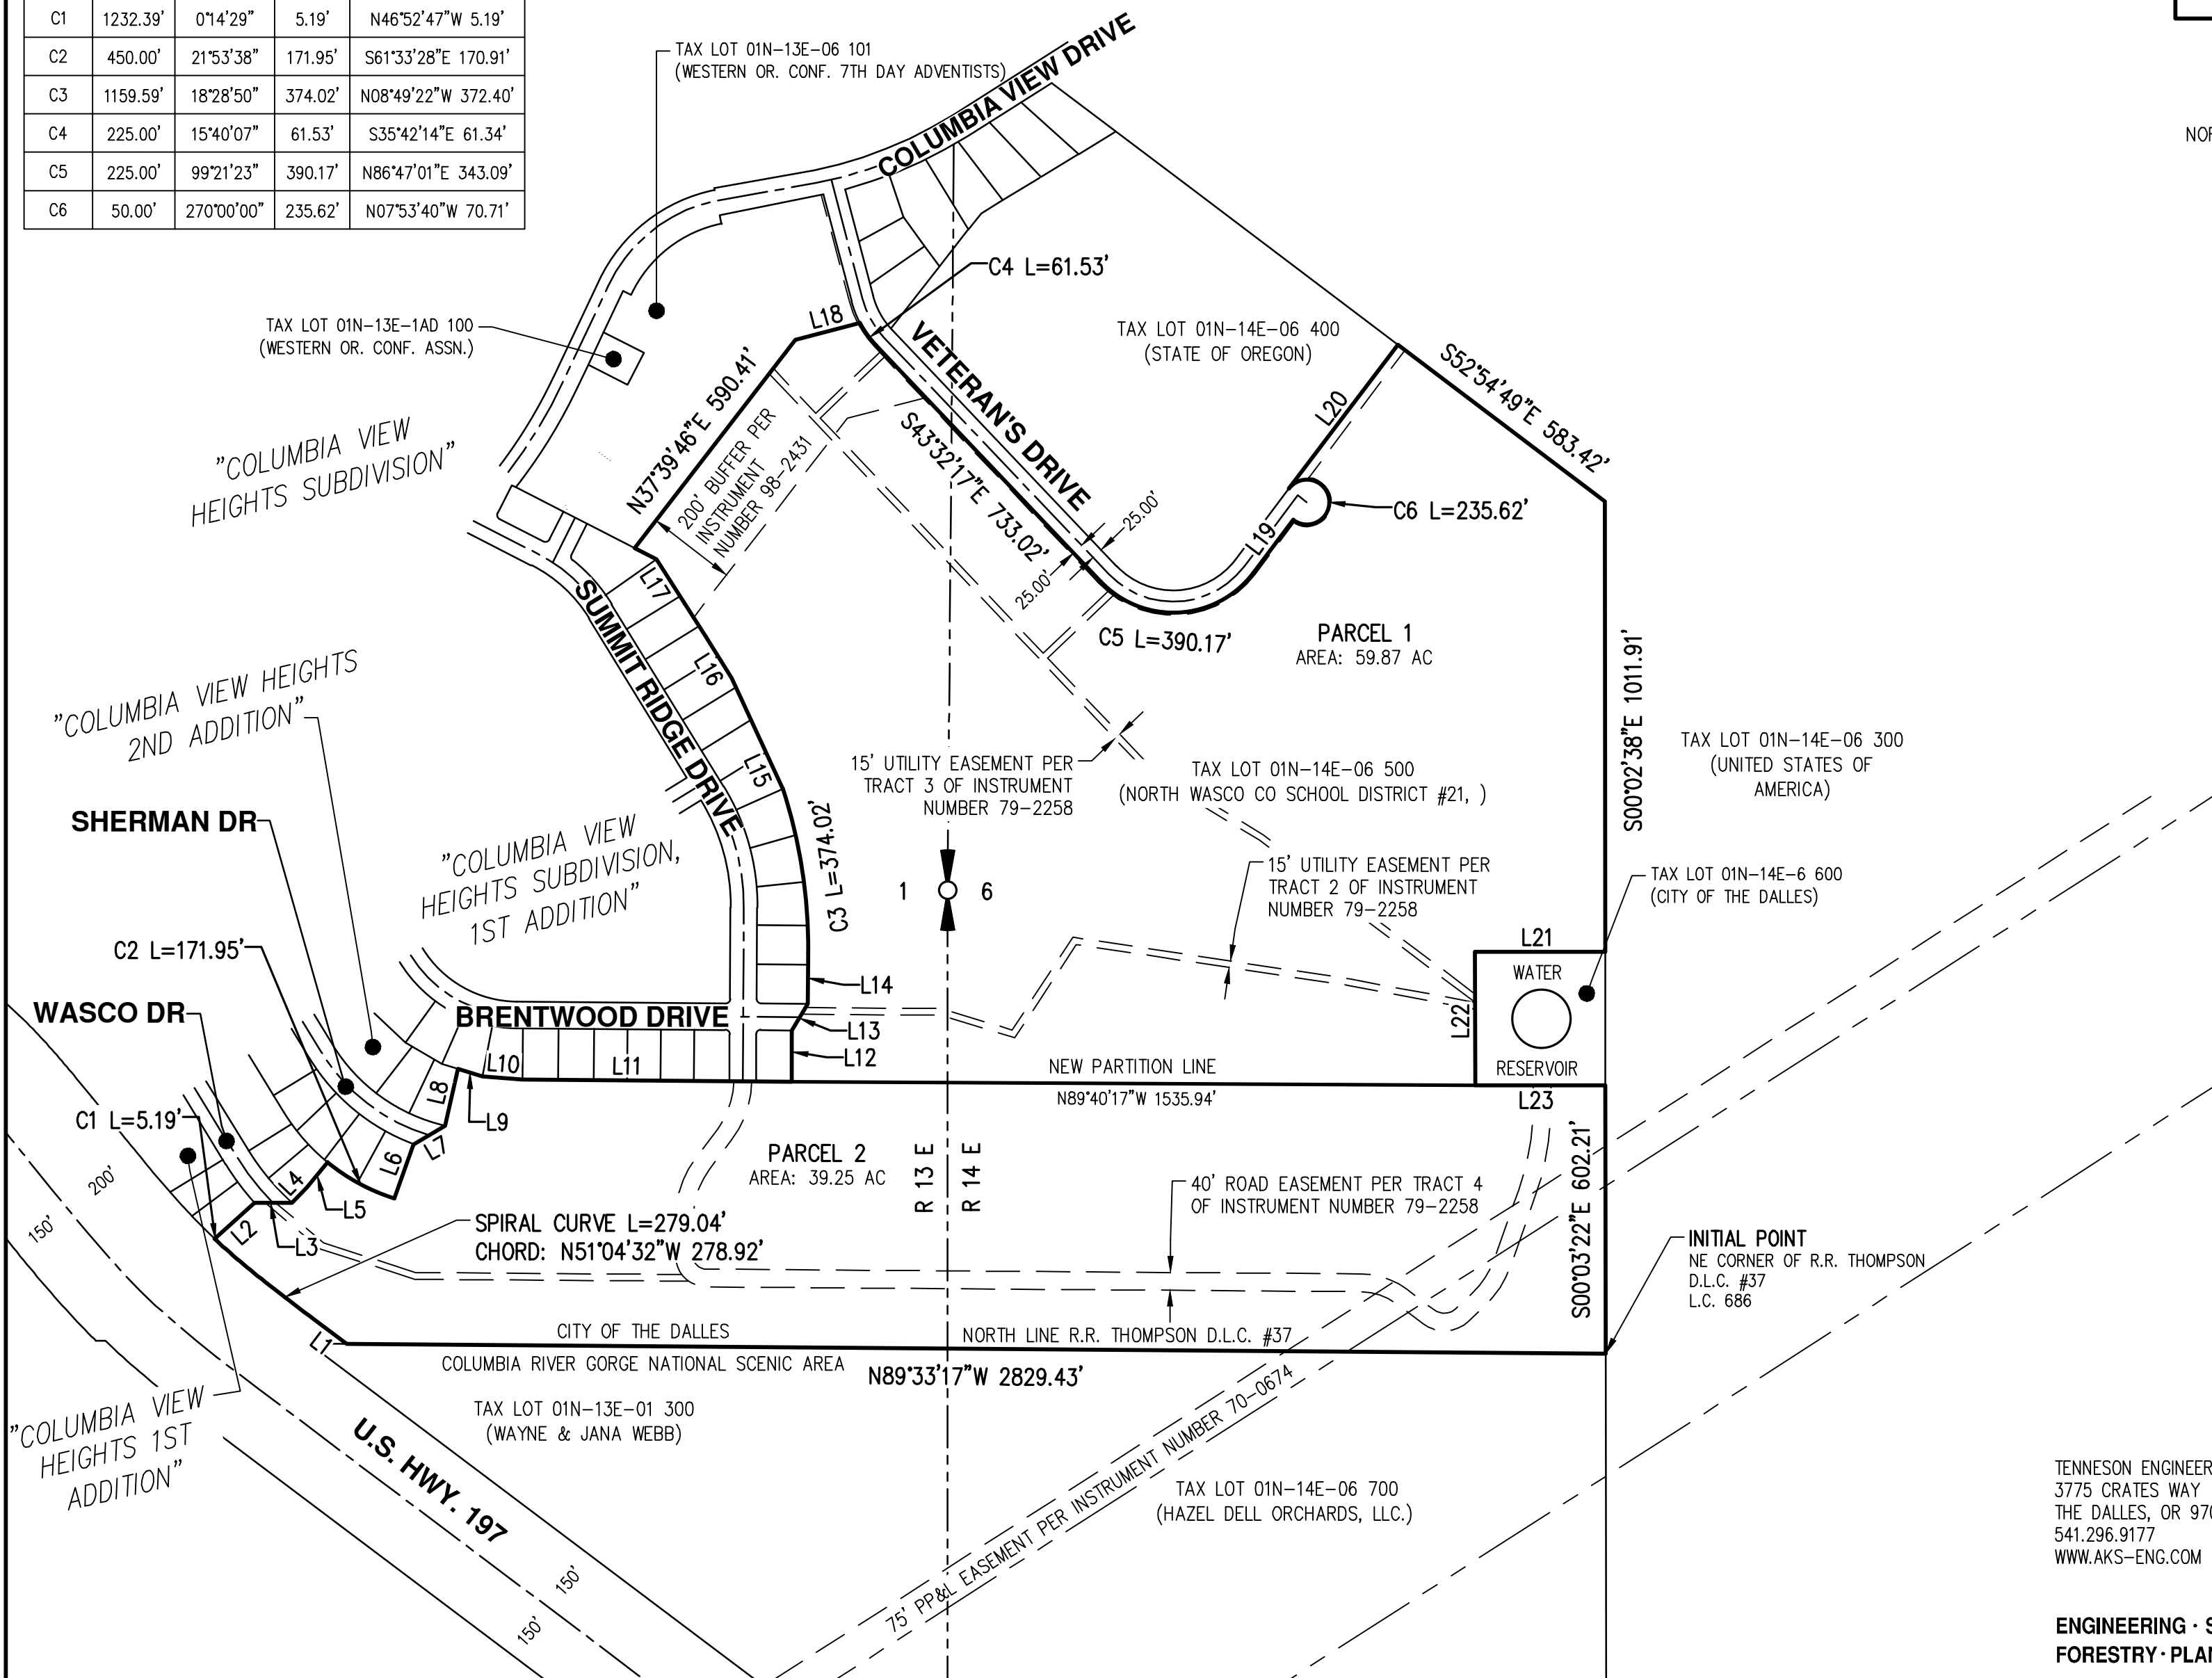 C1 1232.39' 0°14'29" 5.19' N46°52'47"W 5.19'
C2 450.00' 21°53'38" 171.95' S61°33'28"E 170.91'
C3 1159.59' 18°28'50" 374.02' N08°49'22"W 372.40'
C4 225.00' 15°40'07" 61.53' S35°42'14"E 61.34'
C5 225.00' 99°21'23" 390.17' N86°47'01"E 343.09'
C6 50.00' 270°00'00" 235.62' N07°53'40"W 70.71'
TAX LOT 01N-13E-06 101
(WESTERN OR. CONF. 7TH DAY ADVENTISTS)
COLUMBIA VIEW DRIVE
C4 L=61.53'
TAX LOT 01N-13E-1AD 100
(WESTERN OR. CONF. ASSN.)
L18
VETERAN'S DRIVE
TAX LOT 01N-14E-06 400
(STATE OF OREGON)
S52°54'49"E 583.42'
L20
"COLUMBIA VIEW
HEIGHTS SUBDIVISION"
N37°39'46"E 590.41'
200' BUFFER PER
INSTRUMENT
NUMBER 98-2431
S43°32'17"E 733.02'
25.00'
25.00'
C6 L=235.62'
L19
C5 L=390.17'
PARCEL 1
AREA: 59.87 AC
L17
SUMMIT RIDGE DRIVE
L16
L15
S00°02'38"E 1011.91'
"COLUMBIA VIEW HEIGHTS
2ND ADDITION"
15' UTILITY EASEMENT PER
TRACT 3 OF INSTRUMENT
NUMBER 79-2258
TAX LOT 01N-14E-06 500
(NORTH WASCO CO SCHOOL DISTRICT #21, )
TAX LOT 01N-14E-06 300
(UNITED STATES OF
AMERICA)
SHERMAN DR
"COLUMBIA VIEW
HEIGHTS SUBDIVISION,
1ST ADDITION"
C3 L=374.02'
1 6
15' UTILITY EASEMENT PER
TRACT 2 OF INSTRUMENT
NUMBER 79-2258
TAX LOT 01N-14E-6 600
(CITY OF THE DALLES)
C2 L=171.95'
L21
WATER
RESERVOIR
L22
L23
L14
WASCO DR
BRENTWOOD DRIVE
L13
L12
L10
L11
L8
L9
NEW PARTITION LINE
N89°40'17"W 1535.94'
C1 L=5.19'
L7
L6
L4
L5
L2
L3
PARCEL 2
AREA: 39.25 AC
R 13 E
R 14 E
40' ROAD EASEMENT PER TRACT 4
OF INSTRUMENT NUMBER 79-2258
S00°03'22"E 602.21'
200'
150'
SPIRAL CURVE L=279.04'
CHORD: N51°04'32"W 278.92'
INITIAL POINT
NE CORNER OF R.R. THOMPSON
D.L.C. #37
L.C. 686
L1
CITY OF THE DALLES
NORTH LINE R.R. THOMPSON D.L.C. #37
COLUMBIA RIVER GORGE NATIONAL SCENIC AREA
N89°33'17"W 2829.43'
"COLUMBIA VIEW
HEIGHTS 1ST
ADDITION"
TAX LOT 01N-13E-01 300
(WAYNE & JANA WEBB)
U.S. HWY. 197
150'
150'
75' PP&L EASEMENT PER INSTRUMENT NUMBER 70-0674
TAX LOT 01N-14E-06 700
(HAZEL DELL ORCHARDS, LLC.)
TENNESON ENGINEER
3775 CRATES WAY
THE DALLES, OR 970
541.296.9177
WWW.AKS-ENG.COM
ENGINEERING · S
FORESTRY · PLAN